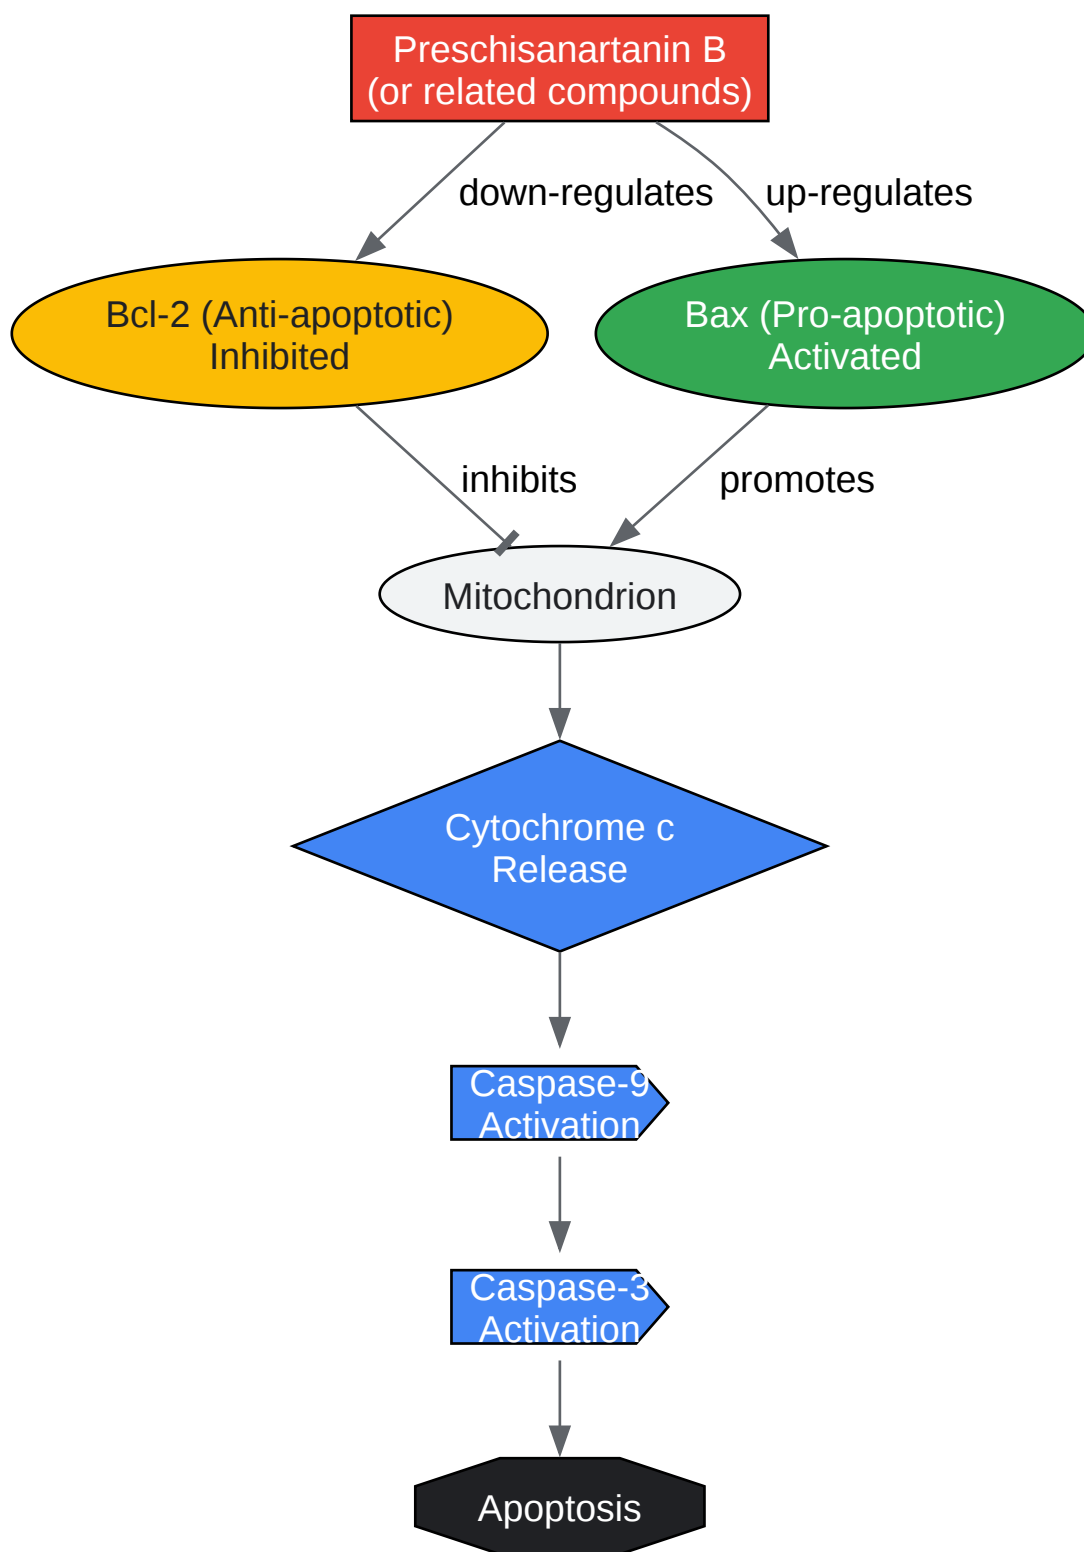 Preschisanartanin B
(or related compounds)
down-regulates
up-regulates
Bcl-2 (Anti-apoptotic)
Inhibited
Bax (Pro-apoptotic)
Activated
inhibits
promotes
Mitochondrion
Cytochrome c
Release
Caspase-9
Activation
Caspase-3
Activation
Apoptosis